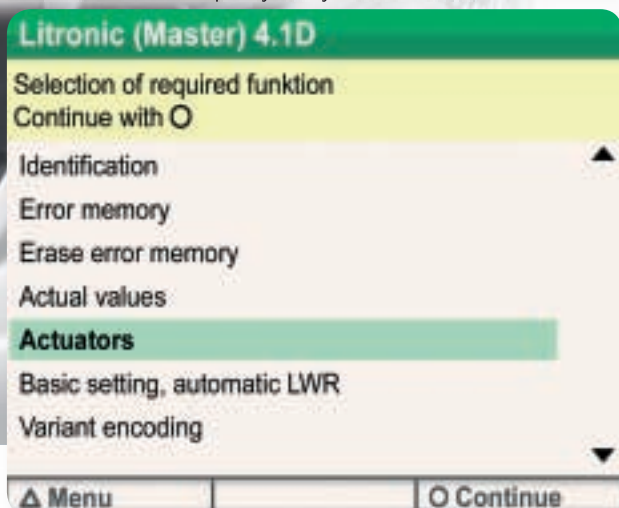 Litronic (Master) 4.1D
Selection of required funktion
Continue with O
Identification
Error memory
Erase error memory
Actual values
Actuators
Basic setting, automatic LWR
Variant encoding
Δ Menu
O Continue